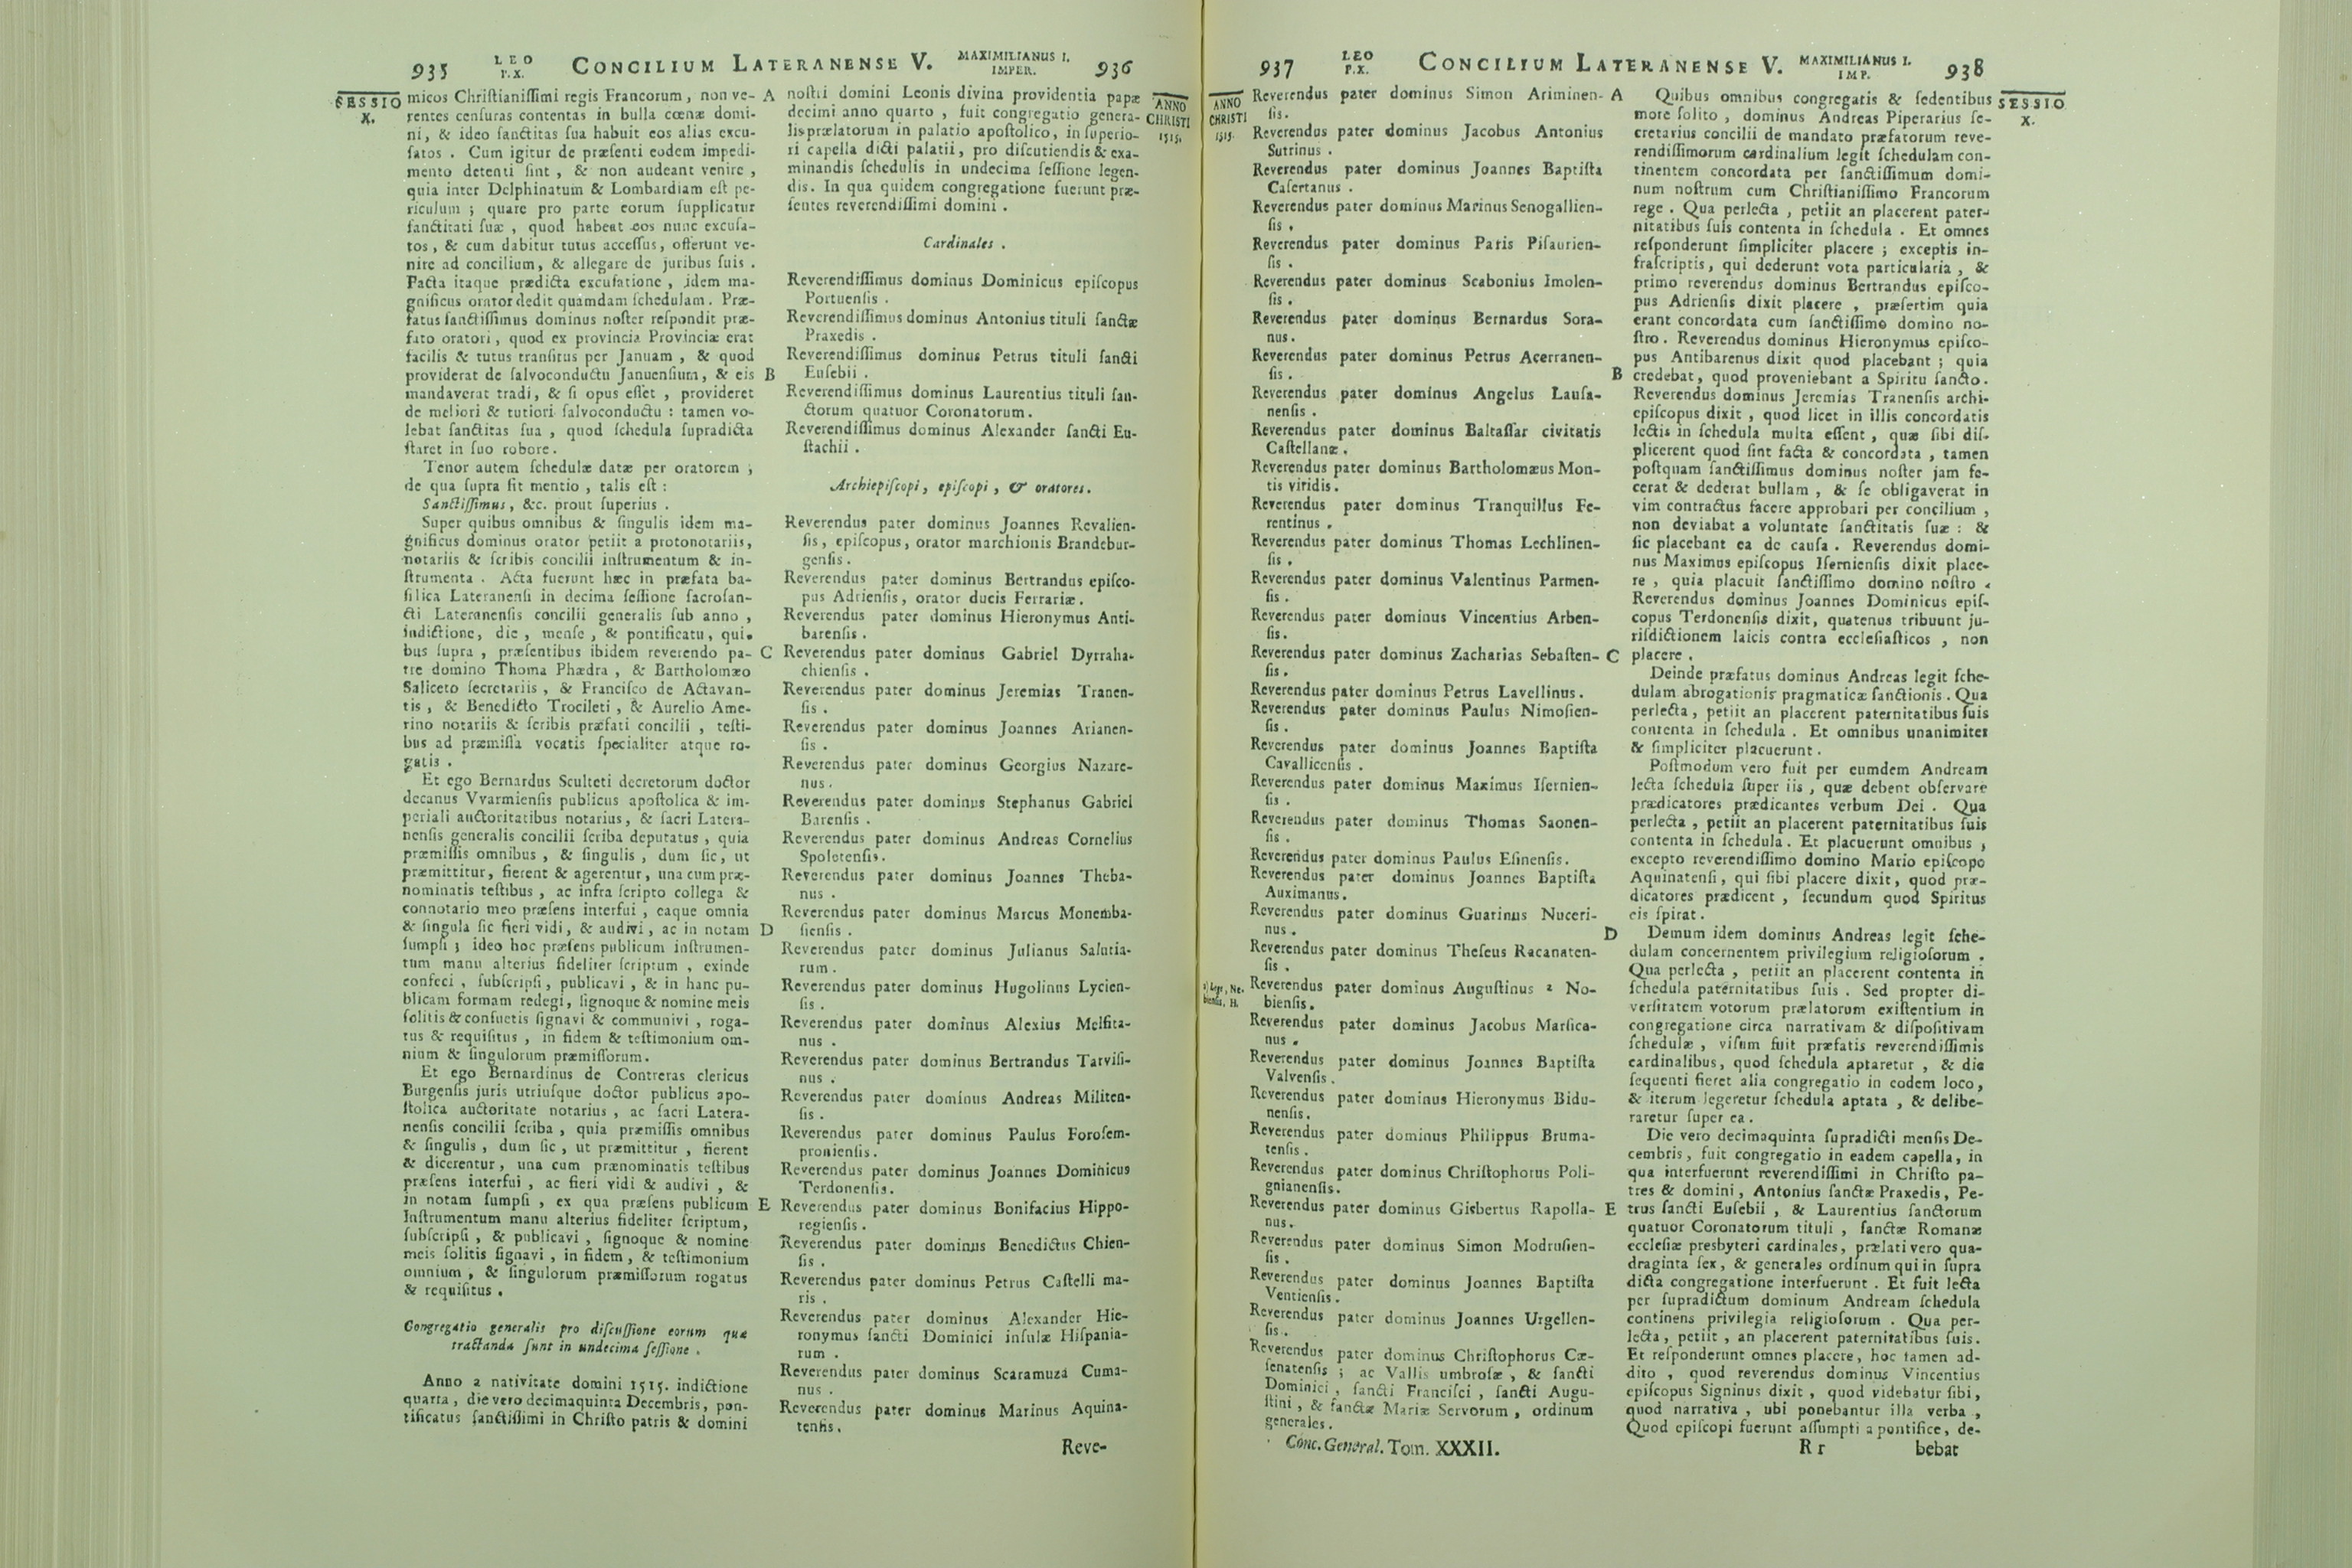 935
LEO
P.X.
CONCILIUM LATERANENSE V.
MAXIMILIANUS I.
IMPER.
936
SESSIO
X.
micos Chriſtianiſſimi regis Francorum, non ve-
rentes cenſuras contentas in bulla cœnæ domi-
ni, & ideo ſanctitas ſua habuit eos alias excu-
ſatos. Cum igitur de præſenti eodem impedi-
mento detenti ſint, & non audeant venire,
quia inter Delphinatum & Lombardiam eſt pe-
riculum; quare pro parte eorum ſupplicatur
ſanctitati ſuæ, quod habeat eos nunc excuſa-
tos, & cum dabitur tutus acceſſus, offerunt ve-
nire ad concilium, & allegare de juribus ſuis.
Facta itaque prædicta excuſatione, idem ma-
gnificus orator dedit quamdam ſchedulam. Præ-
fatus ſanctiſſimus dominus noſter reſpondit præ-
fato oratori, quod ex provincia Provinciæ erat
facilis & tutus tranſitus per Januam, & quod
providerat de ſalvoconductu Januenſium, & eis
mandaverat tradi, & ſi opus eſſet, provideret
de meliori & tutiori ſalvoconductu: tamen vo-
lebat ſanctitas ſua, quod ſchedula ſupradicta
ſtaret in ſuo robore.
Tenor autem ſchedulæ datæ per oratorem,
de qua ſupra fit mentio, talis eſt:
Sanctiſſimus, &c. prout ſuperius.
Super quibus omnibus & ſingulis idem ma-
gnificus dominus orator petiit a protonotariis,
notariis & ſcribis concilii inſtrumentum & in-
ſtrumenta. Acta fuerunt hæc in præfata ba-
ſilica Lateranenſi in decima ſeſſione ſacroſan-
cti Lateranenſis concilii generalis ſub anno,
indictione, die, menſe, & pontificatu, qui-
bus ſupra, præſentibus ibidem reverendo pa-
tre domino Thoma Phædra, & Bartholomæo
Saliceto ſecretariis, & Franciſco de Actavan-
tis, & Benedicto Trocileti, & Aurelio Ame-
rino notariis & ſcribis præfati concilii, teſti-
bus ad præmiſſa vocatis ſpecialiter atque ro-
gatis.
Et ego Bernardus Sculteti decretorum doctor
decanus Vvarmienſis publicus apoſtolica & im-
periali auctoritatibus notarius, & ſacri Latera-
nenſis generalis concilii ſcriba deputatus, quia
præmiſſis omnibus, & ſingulis, dum ſic, ut
præmittitur, fierent & agerentur, una cum præ-
nominatis teſtibus, ac infra ſcripto collega &
connotario meo præſens interfui, eaque omnia
& ſingula ſic fieri vidi, & audivi, ac in notam
ſumpſi; ideo hoc præſens publicum inſtrumen-
tum manu alterius fideliter ſcriptum, exinde
confeci, ſubſcripſi, publicavi, & in hanc pu-
blicam formam redegi, ſignoque & nomine meis
ſolitis & conſuetis ſignavi & communivi, roga-
tus & requiſitus, in fidem & teſtimonium om-
nium & ſingulorum præmiſſorum.
Et ego Bernardinus de Contreras clericus
Burgenſis juris utriuſque doctor publicus apo-
ſtolica auctoritate notarius, ac ſacri Latera-
nenſis concilii ſcriba, quia præmiſſis omnibus
& ſingulis, dum ſic, ut præmittitur, fierent
& dicerentur, una cum prænominatis teſtibus
præſens interfui, ac fieri vidi & audivi, &
in notam ſumpſi, ex qua præſens publicum
Inſtrumentum manu alterius fideliter ſcriptum,
ſubſcripſi, & publicavi, ſignoque & nomine
meis ſolitis ſignavi, in fidem, & teſtimonium
omnium, & ſingulorum præmiſſorum rogatus
& requiſitus.
Congregatio generalis pro diſcuſſione eorum quæ
tractanda ſunt in undecima ſeſſione.
Anno a nativitate domini 1515. indictione
quarta, die vero decimaquinta Decembris, pon-
tificatus ſanctiſſimi in Chriſto patris & domini
A
B
C
D
E
noſtri domini Leonis divina providentia papæ
decimi anno quarto, fuit congregatio genera-
lis prælatorum in palatio apoſtolico, in ſuperio-
ri capella dicti palatii, pro diſcutiendis & exa-
minandis ſchedulis in undecima ſeſſione legen-
dis. In qua quidem congregatione fuerunt præ-
ſentes reverendiſſimi domini.
Cardinales.
Reverendiſſimus dominus Dominicus epiſcopus
Portuenſis.
Reverendiſſimus dominus Antonius tituli ſanctæ
Praxedis.
Reverendiſſimus dominus Petrus tituli ſancti
Euſebii.
Reverendiſſimus dominus Laurentius tituli ſan-
ctorum quatuor Coronatorum.
Reverendiſſimus dominus Alexander ſancti Eu-
ſtachii.
Archiepiſcopi, epiſcopi, & oratores.
Reverendus pater dominus Joannes Revalien-
ſis, epiſcopus, orator marchionis Brandebur-
genſis.
Reverendus pater dominus Bertrandus epiſco-
pus Adrienſis, orator ducis Ferrariæ.
Reverendus pater dominus Hieronymus Anti-
barenſis.
Reverendus pater dominus Gabriel Dyrraha-
chienſis.
Reverendus pater dominus Jeremias Tranen-
ſis.
Reverendus pater dominus Joannes Arianen-
ſis.
Reverendus pater dominus Georgius Nazare-
nus.
Reverendus pater dominus Stephanus Gabriel
Barenſis.
Reverendus pater dominus Andreas Cornelius
Spoletenſis.
Reverendus pater dominus Joannes Theba-
nus.
Reverendus pater dominus Marcus Monemba-
ſienſis.
Reverendus pater dominus Julianus Salutia-
rum.
Reverendus pater dominus Hugolinus Lycien-
ſis.
Reverendus pater dominus Alexius Melfita-
nus.
Reverendus pater dominus Bertrandus Tarviſi-
nus.
Reverendus pater dominus Andreas Militen-
ſis.
Reverendus pater dominus Paulus Foroſem-
pronienſis.
Reverendus pater dominus Joannes Dominicus
Terdonenſis.
Reverendus pater dominus Bonifacius Hippo-
regienſis.
Reverendus pater dominus Benedictus Chien-
ſis.
Reverendus pater dominus Petrus Caſtelli ma-
ris.
Reverendus pater dominus Alexander Hie-
ronymus ſancti Dominici inſulæ Hiſpania-
rum.
Reverendus pater dominus Scaramuza Cuma-
nus.
Reverendus pater dominus Marinus Aquina-
tenſis.
Reve-
ANNO
CHRISTI
1515.
937
LEO
P.X.
CONCILIUM LATERANENSE V.
MAXIMILIANUS I.
IMP.
938
ANNO
CHRISTI
1515.
Reverendus pater dominus Simon Ariminen-
ſis.
Reverendus pater dominus Jacobus Antonius
Sutrinus.
Reverendus pater dominus Joannes Baptiſta
Caſertanus.
Reverendus pater dominus Marinus Senogallien-
ſis.
Reverendus pater dominus Paris Piſaurien-
ſis.
Reverendus pater dominus Scabonius Imolen-
ſis.
Reverendus pater dominus Bernardus Sora-
nus.
Reverendus pater dominus Petrus Acerranen-
ſis.
Reverendus pater dominus Angelus Lauſa-
nenſis.
Reverendus pater dominus Baltaſſar civitatis
Caſtellanæ.
Reverendus pater dominus Bartholomæus Mon-
tis viridis.
Reverendus pater dominus Tranquillus Fe-
rentinus.
Reverendus pater dominus Thomas Lechlinen-
ſis.
Reverendus pater dominus Valentinus Parmen-
ſis.
Reverendus pater dominus Vincentius Arben-
ſis.
Reverendus pater dominus Zacharias Sebaſten-
ſis.
Reverendus pater dominus Petrus Lavellinus.
Reverendus pater dominus Paulus Nimoſien-
ſis.
Reverendus pater dominus Joannes Baptiſta
Cavallicenſis.
Reverendus pater dominus Maximus Iſernien-
ſis.
Reverendus pater dominus Thomas Saonen-
ſis.
Reverendus pater dominus Paulus Eſinenſis.
Reverendus pater dominus Joannes Baptiſta
Auximanus.
Reverendus pater dominus Guarinus Nuceri-
nus.
Reverendus pater dominus Theſeus Racanaten-
ſis.
Reverendus pater dominus Auguſtinus ² No-
bienſis.
Reverendus pater dominus Jacobus Marſica-
nus.
Reverendus pater dominus Joannes Baptiſta
Valvenſis.
Reverendus pater dominus Hieronymus Bidu-
nenſis.
Reverendus pater dominus Philippus Bruma-
tenſis.
Reverendus pater dominus Chriſtophorus Poli-
gnianenſis.
Reverendus pater dominus Gisbertus Rapolla-
nus.
Reverendus pater dominus Simon Modruſien-
ſis.
Reverendus pater dominus Joannes Baptiſta
Ventienſis.
Reverendus pater dominus Joannes Urgellen-
ſis.
Reverendus pater dominus Chriſtophorus Cæ-
ſenatenſis; ac Vallis umbroſæ, & ſancti
Dominici, ſancti Franciſci, ſancti Augu-
ſtini, & ſanctæ Mariæ Servorum, ordinum
generales.
Conc. General. Tom. XXXII.
Lege, Ne-
bienſis, H.
A
B
C
D
E
Quibus omnibus congregatis & ſedentibus
more ſolito, dominus Andreas Piperarius ſe-
cretarius concilii de mandato præfatorum reve-
rendiſſimorum cardinalium legit ſchedulam con-
tinentem concordata per ſanctiſſimum domi-
num noſtrum cum Chriſtianiſſimo Francorum
rege. Qua perlecta, petiit an placerent pater-
nitatibus ſuis contenta in ſchedula. Et omnes
reſponderunt ſimpliciter placere; exceptis in-
fraſcriptis, qui dederunt vota particularia, &
primo reverendus dominus Bertrandus epiſco-
pus Adrienſis dixit placere, præſertim quia
erant concordata cum ſanctiſſimo domino no-
ſtro. Reverendus dominus Hieronymus epiſco-
pus Antibarenus dixit quod placebant; quia
credebat, quod proveniebant a Spiritu ſancto.
Reverendus dominus Jeremias Tranenſis archi-
epiſcopus dixit, quod licet in illis concordatis
lectis in ſchedula multa eſſent, quæ ſibi diſ-
plicerent quod ſint facta & concordata, tamen
poſtquam ſanctiſſimus dominus noſter jam fe-
cerat & dederat bullam, & ſe obligaverat in
vim contractus facere approbari per concilium,
non deviabat a voluntate ſanctitatis ſuæ: &
ſic placebant ea de cauſa. Reverendus domi-
nus Maximus epiſcopus Iſernienſis dixit place-
re, quia placuit ſanctiſſimo domino noſtro.
Reverendus dominus Joannes Dominicus epiſ-
copus Terdonenſis dixit, quatenus tribuunt ju-
riſdictionem laicis contra eccleſiaſticos, non
placere.
Deinde præfatus dominus Andreas legit ſche-
dulam abrogationis pragmaticæ ſanctionis. Qua
perlecta, petiit an placerent paternitatibus ſuis
contenta in ſchedula. Et omnibus unanimiter
& ſimpliciter placuerunt.
Poſtmodum vero fuit per eumdem Andream
lecta ſchedula ſuper iis, quæ debent obſervare
prædicatores prædicantes verbum Dei. Qua
perlecta, petiit an placerent paternitatibus ſuis
contenta in ſchedula. Et placuerunt omnibus,
excepto reverendiſſimo domino Mario epiſcopo
Aquinatenſi, qui ſibi placere dixit, quod præ-
dicatores prædicent, ſecundum quod Spiritus
eis ſpirat.
Demum idem dominus Andreas legit ſche-
dulam concernentem privilegium religioſorum.
Qua perlecta, petiit an placerent contenta in
ſchedula paternitatibus ſuis. Sed propter di-
verſitatem votorum prælatorum exiſtentium in
congregatione circa narrativam & diſpoſitivam
ſchedulæ, viſum fuit præfatis reverendiſſimis
cardinalibus, quod ſchedula aptaretur, & die
ſequenti fieret alia congregatio in eodem loco,
& iterum legeretur ſchedula aptata, & delibe-
raretur ſuper ea.
Die vero decimaquinta ſupradicti menſis De-
cembris, fuit congregatio in eadem capella, in
qua interfuerunt reverendiſſimi in Chriſto pa-
tres & domini, Antonius ſanctæ Praxedis, Pe-
trus ſancti Euſebii, & Laurentius ſanctorum
quatuor Coronatorum tituli, ſanctæ Romanæ
eccleſiæ presbyteri cardinales, prælati vero qua-
draginta ſex, & generales ordinum qui in ſupra
dicta congregatione interfuerunt. Et fuit lecta
per ſupradictum dominum Andream ſchedula
continens privilegia religioſorum. Qua per-
lecta, petiit, an placerent paternitatibus ſuis.
Et reſponderunt omnes placere, hoc tamen ad-
dito, quod reverendus dominus Vincentius
epiſcopus Signinus dixit, quod videbatur ſibi,
quod narrativa, ubi ponebantur illa verba,
Quod epiſcopi fuerunt aſſumpti a pontifice, de-
R r
bebat
SESSIO
X.